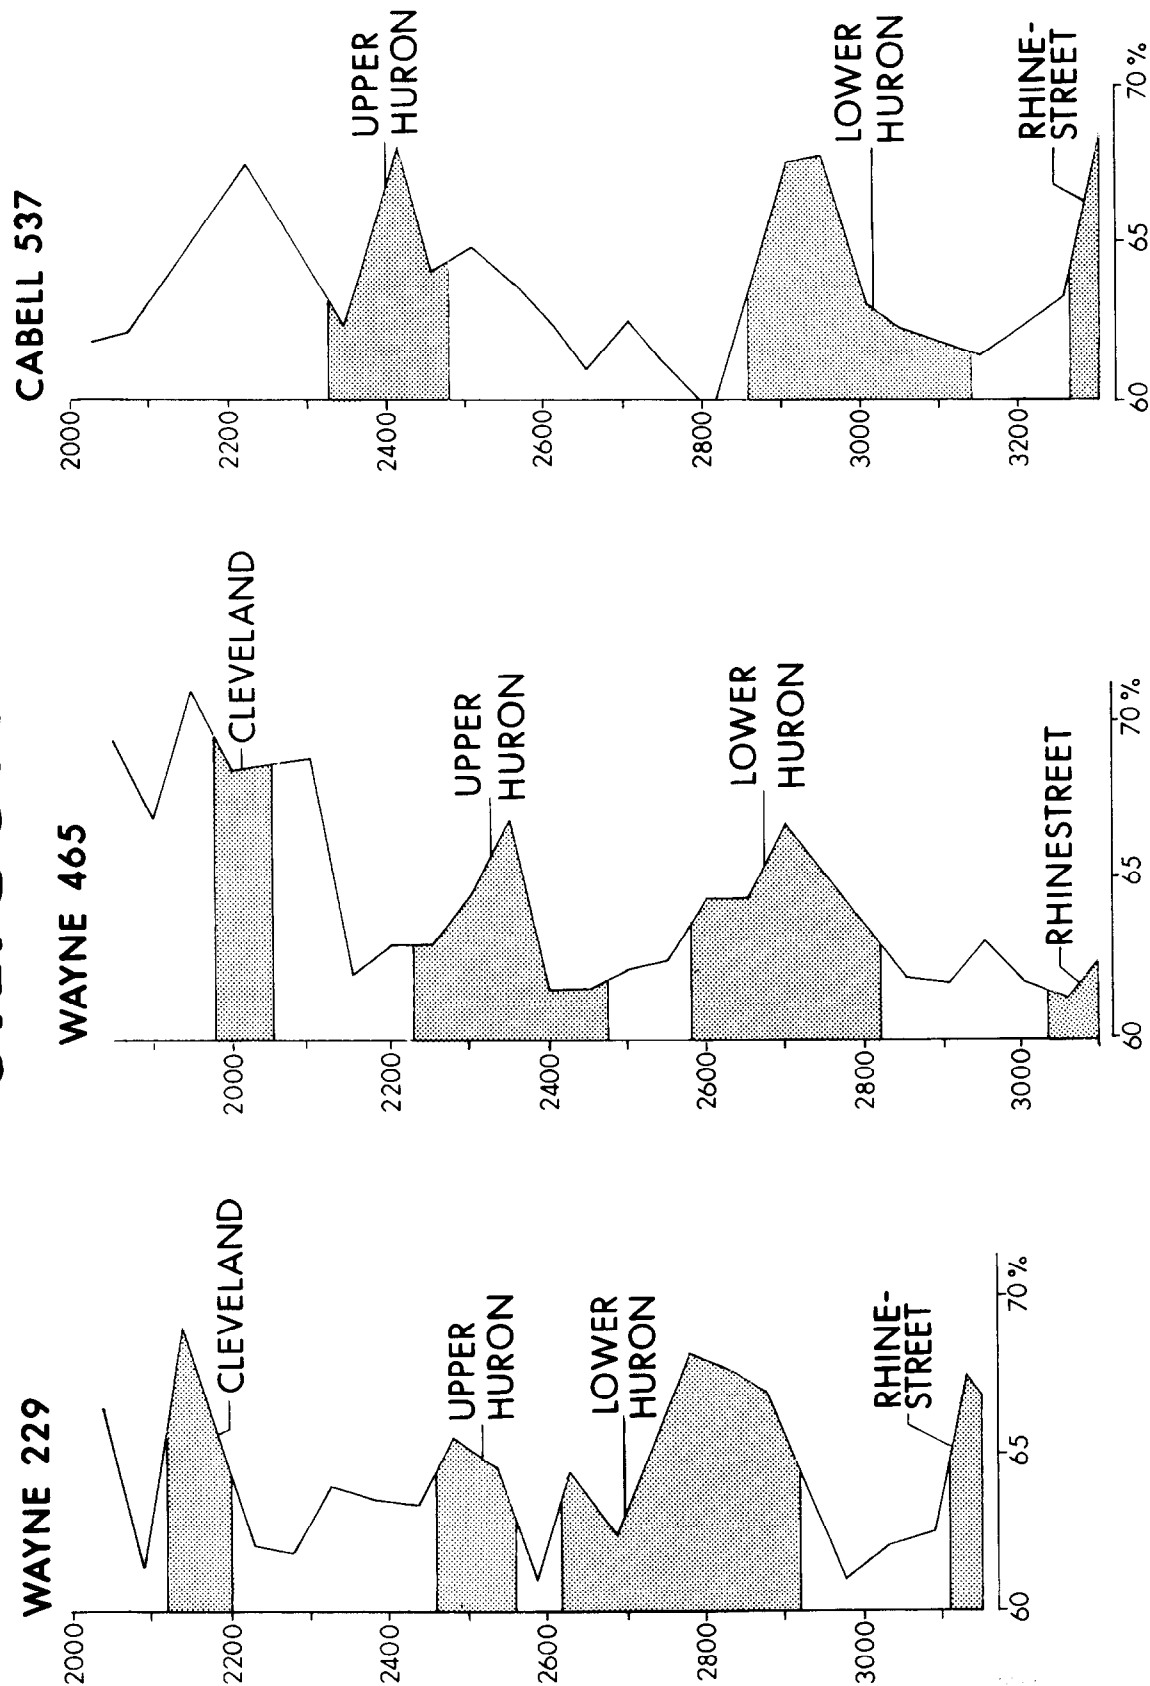 WAYNE 229
2000
2200
2400
2600
2800
3000
60
65
70%
CLEVELAND
UPPER
HURON
LOWER
HURON
RHINE-
STREET
WAYNE 465
2000
2200
2400
2600
2800
3000
60
65
70%
CLEVELAND
UPPER
HURON
LOWER
HURON
RHINESTREET
CABELL 537
2000
2200
2400
2600
2800
3000
3200
60
65
70%
UPPER
HURON
LOWER
HURON
RHINE-
STREET